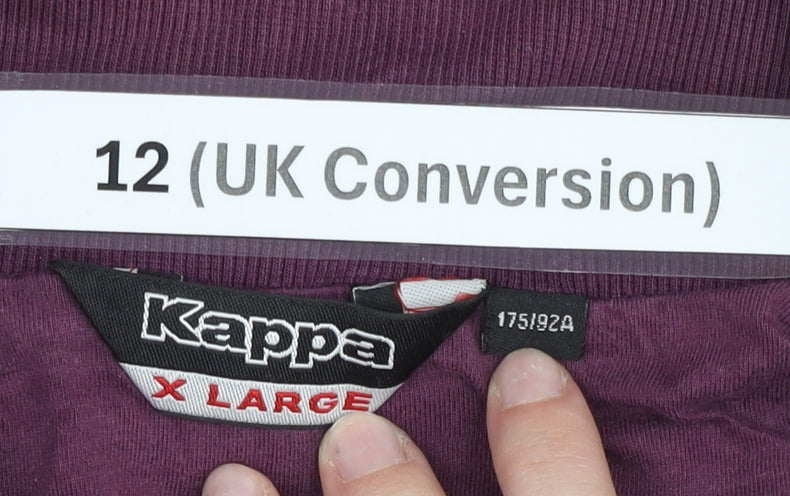 12 (UK Conversion)
Kappa
X LARGE
175/92A